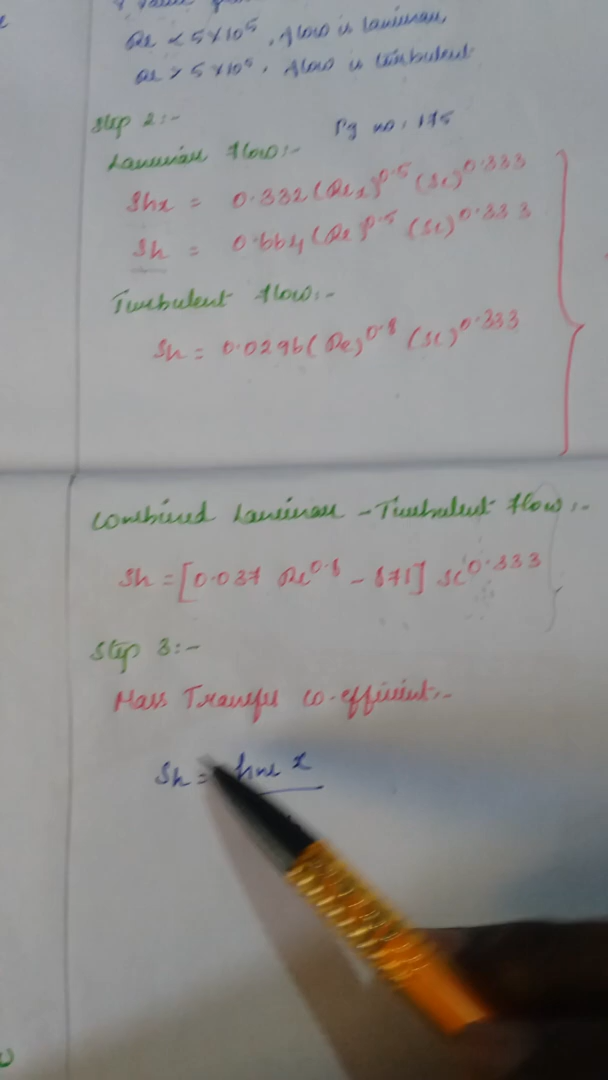 Re < 5 X 10⁵, flow is laminar,
Re > 5 X 10⁵, flow is turbulent
Step 2:-
Pg no: 175
Laminar flow:-
Shx = 0.332 (Rex)^0.5 (Sc)^0.333
Sh = 0.664 (Re)^0.5 (Sc)^0.333
Turbulent flow:-
Sh = 0.0296 (Re)^0.8 (Sc)^0.333
Combined Laminar - Turbulent flow:-
Sh = [0.037 Re^0.8 - 871] Sc^0.333
Step 3:-
Mass Transfer co-efficient:-
Sh = hm x